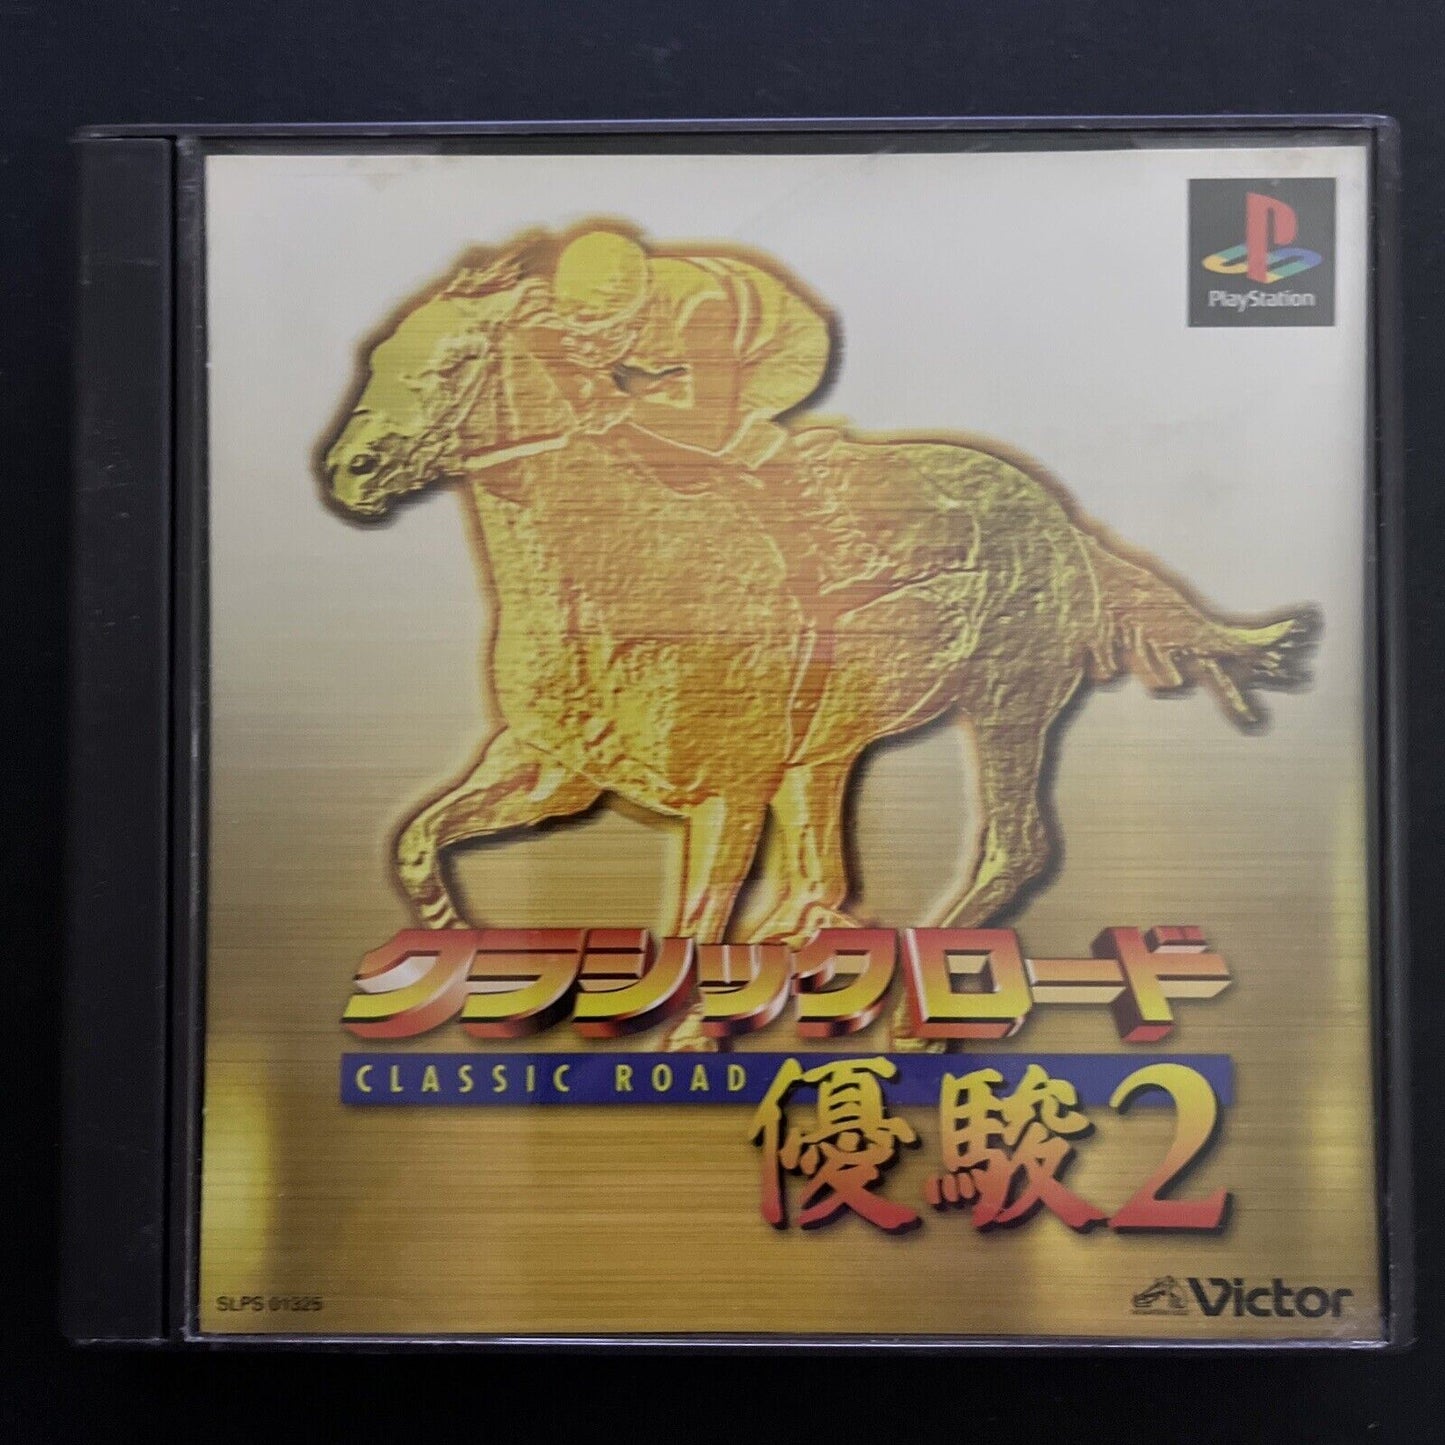 PlayStation
クラシックロード
CLASSIC ROAD
優駿2
SLPS 01325
Victor